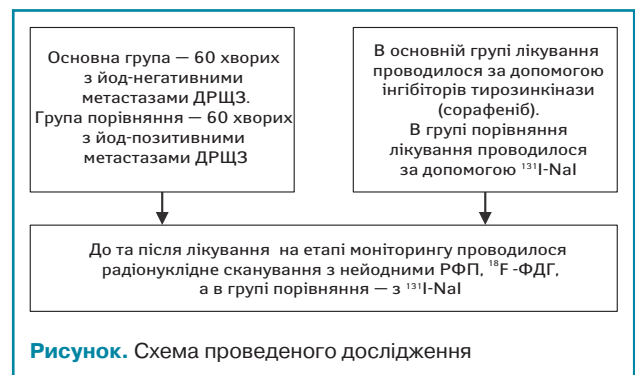 Основна група — 60 хворих
з йод-негативними
метастазами ДРЩЗ.
Група порівняння — 60 хворих
з йод-позитивними
метастазами ДРЩЗ
В основній групі лікування
проводилось за допомогою
інгібіторів тирозинкінази
(сорафеніб).
В групі порівняння
лікування проводилося
за допомогою ¹³¹I-NaI
До та після лікування на етапі моніторингу проводилося
радіонуклідне сканування з нейодними РФП, ¹⁸F -ФДГ,
а в групі порівняння — з ¹³¹I-NaI
Рисунок. Схема проведеного дослідження